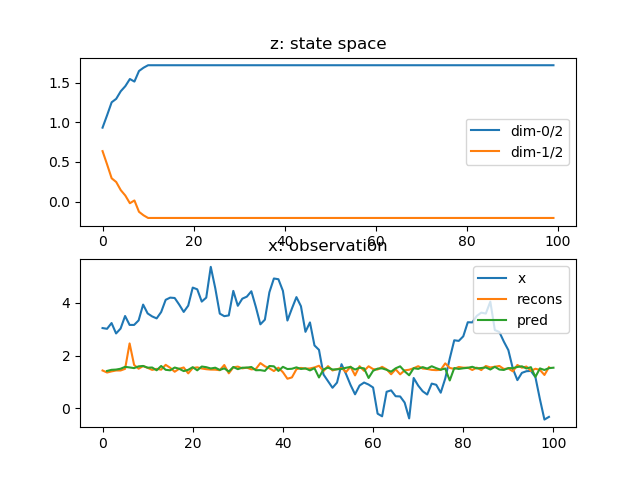 z: state space
1.5
1.0
0.5
0.0
dim-0/2
dim-1/2
0 20 40 60 80 100
x: observation
4
2
0
x
recons
pred
0 20 40 60 80 100